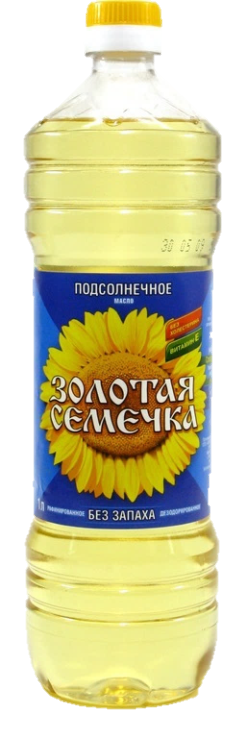 30 05 09
ПОДСОЛНЕЧНОЕ
МАСЛО
БЕЗ ХОЛЕСТЕРИНА
ВИТАМИН Е
ЗОЛОТАЯ
СЕМЕЧКА
1 л РАФИНИРОВАННОЕ БЕЗ ЗАПАХА ДЕЗОДОРИРОВАННОЕ